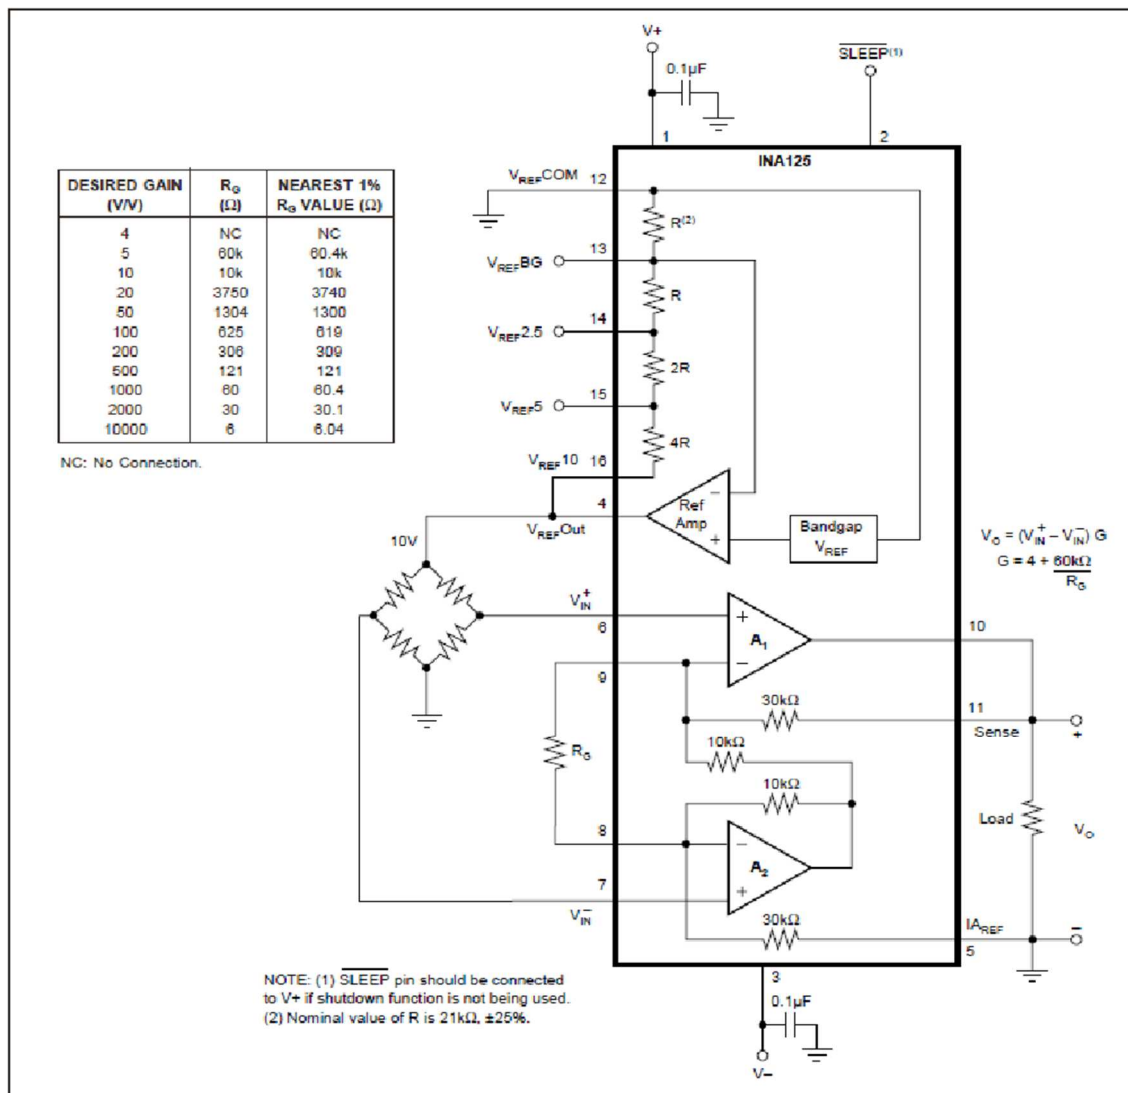 V+
SLEEP(1)
0.1µF
1
2
INA125
VREFCOM 12
R(2)
13
VREFBG
R
14
VREF2.5
2R
15
VREF5
4R
VREF10 16
4
VREFOut
Ref
Amp
−
+
Bandgap
VREF
10V
DESIRED GAIN
(V/V)
RG
(Ω)
NEAREST 1%
RG VALUE (Ω)
4 NC NC
5 60k 60.4k
10 10k 10k
20 3750 3740
50 1304 1300
100 625 619
200 306 309
500 121 121
1000 60 60.4
2000 30 30.1
10000 6 6.04
NC: No Connection.
VO = (VIN+ – VIN−) G
G = 4 + 60kΩ
RG
VIN+
6
+
A1
−
10
9
30kΩ
11
Sense
+
10kΩ
RG
10kΩ
8
−
A2
+
Load
VO
7
VIN−
30kΩ
IAREF
5
−
3
0.1µF
V–
NOTE: (1) SLEEP pin should be connected
to V+ if shutdown function is not being used.
(2) Nominal value of R is 21kΩ, ±25%.